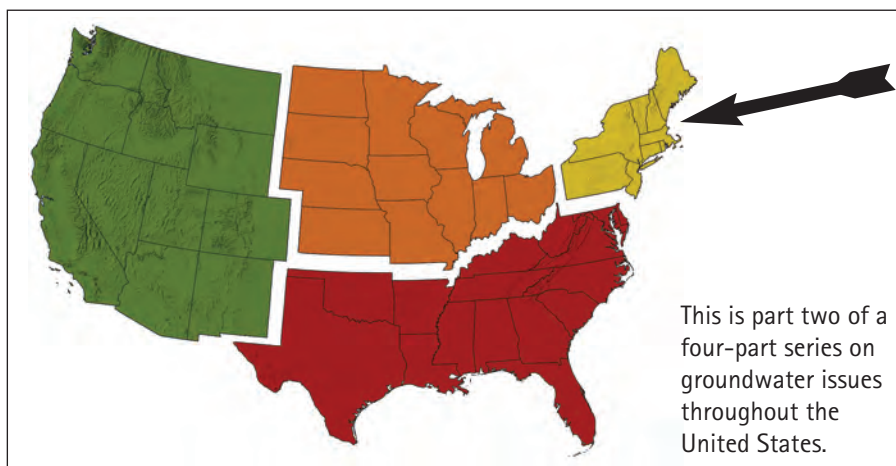 This is part two of a
four-part series on
groundwater issues
throughout the
United States.